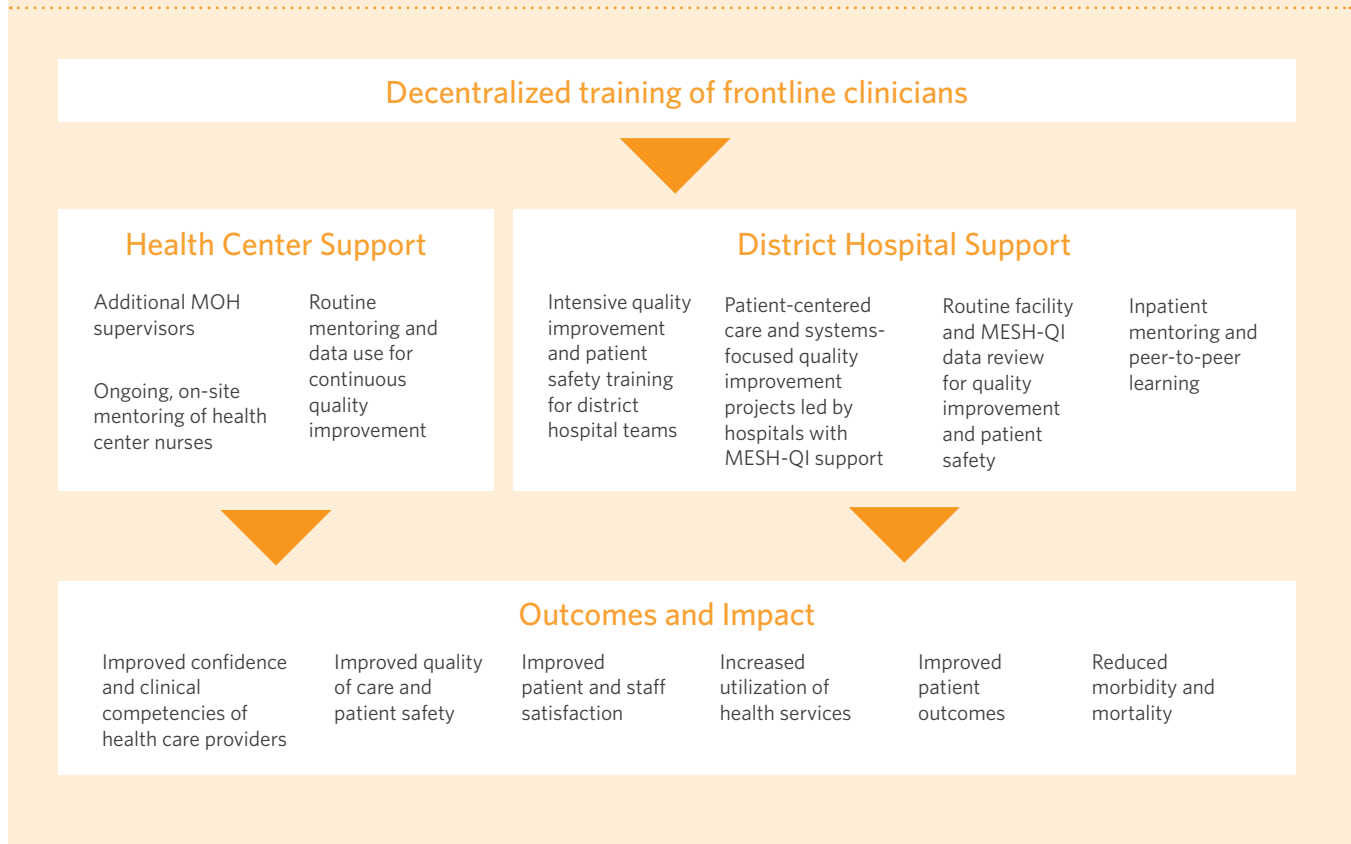 Decentralized training of frontline clinicians
Health Center Support
Additional MOH
supervisors
Ongoing, on-site
mentoring of health
center nurses
Routine
mentoring and
data use for
continuous
quality
improvement
District Hospital Support
Intensive quality
improvement
and patient
safety training
for district
hospital teams
Patient-centered
care and systems-
focused quality
improvement
projects led by
hospitals with
MESH-QI support
Routine facility
and MESH-QI
data review
for quality
improvement
and patient
safety
Inpatient
mentoring and
peer-to-peer
learning
Outcomes and Impact
Improved confidence
and clinical
competencies of
health care providers
Improved quality
of care and
patient safety
Improved
patient and staff
satisfaction
Increased
utilization of
health services
Improved
patient
outcomes
Reduced
morbidity and
mortality